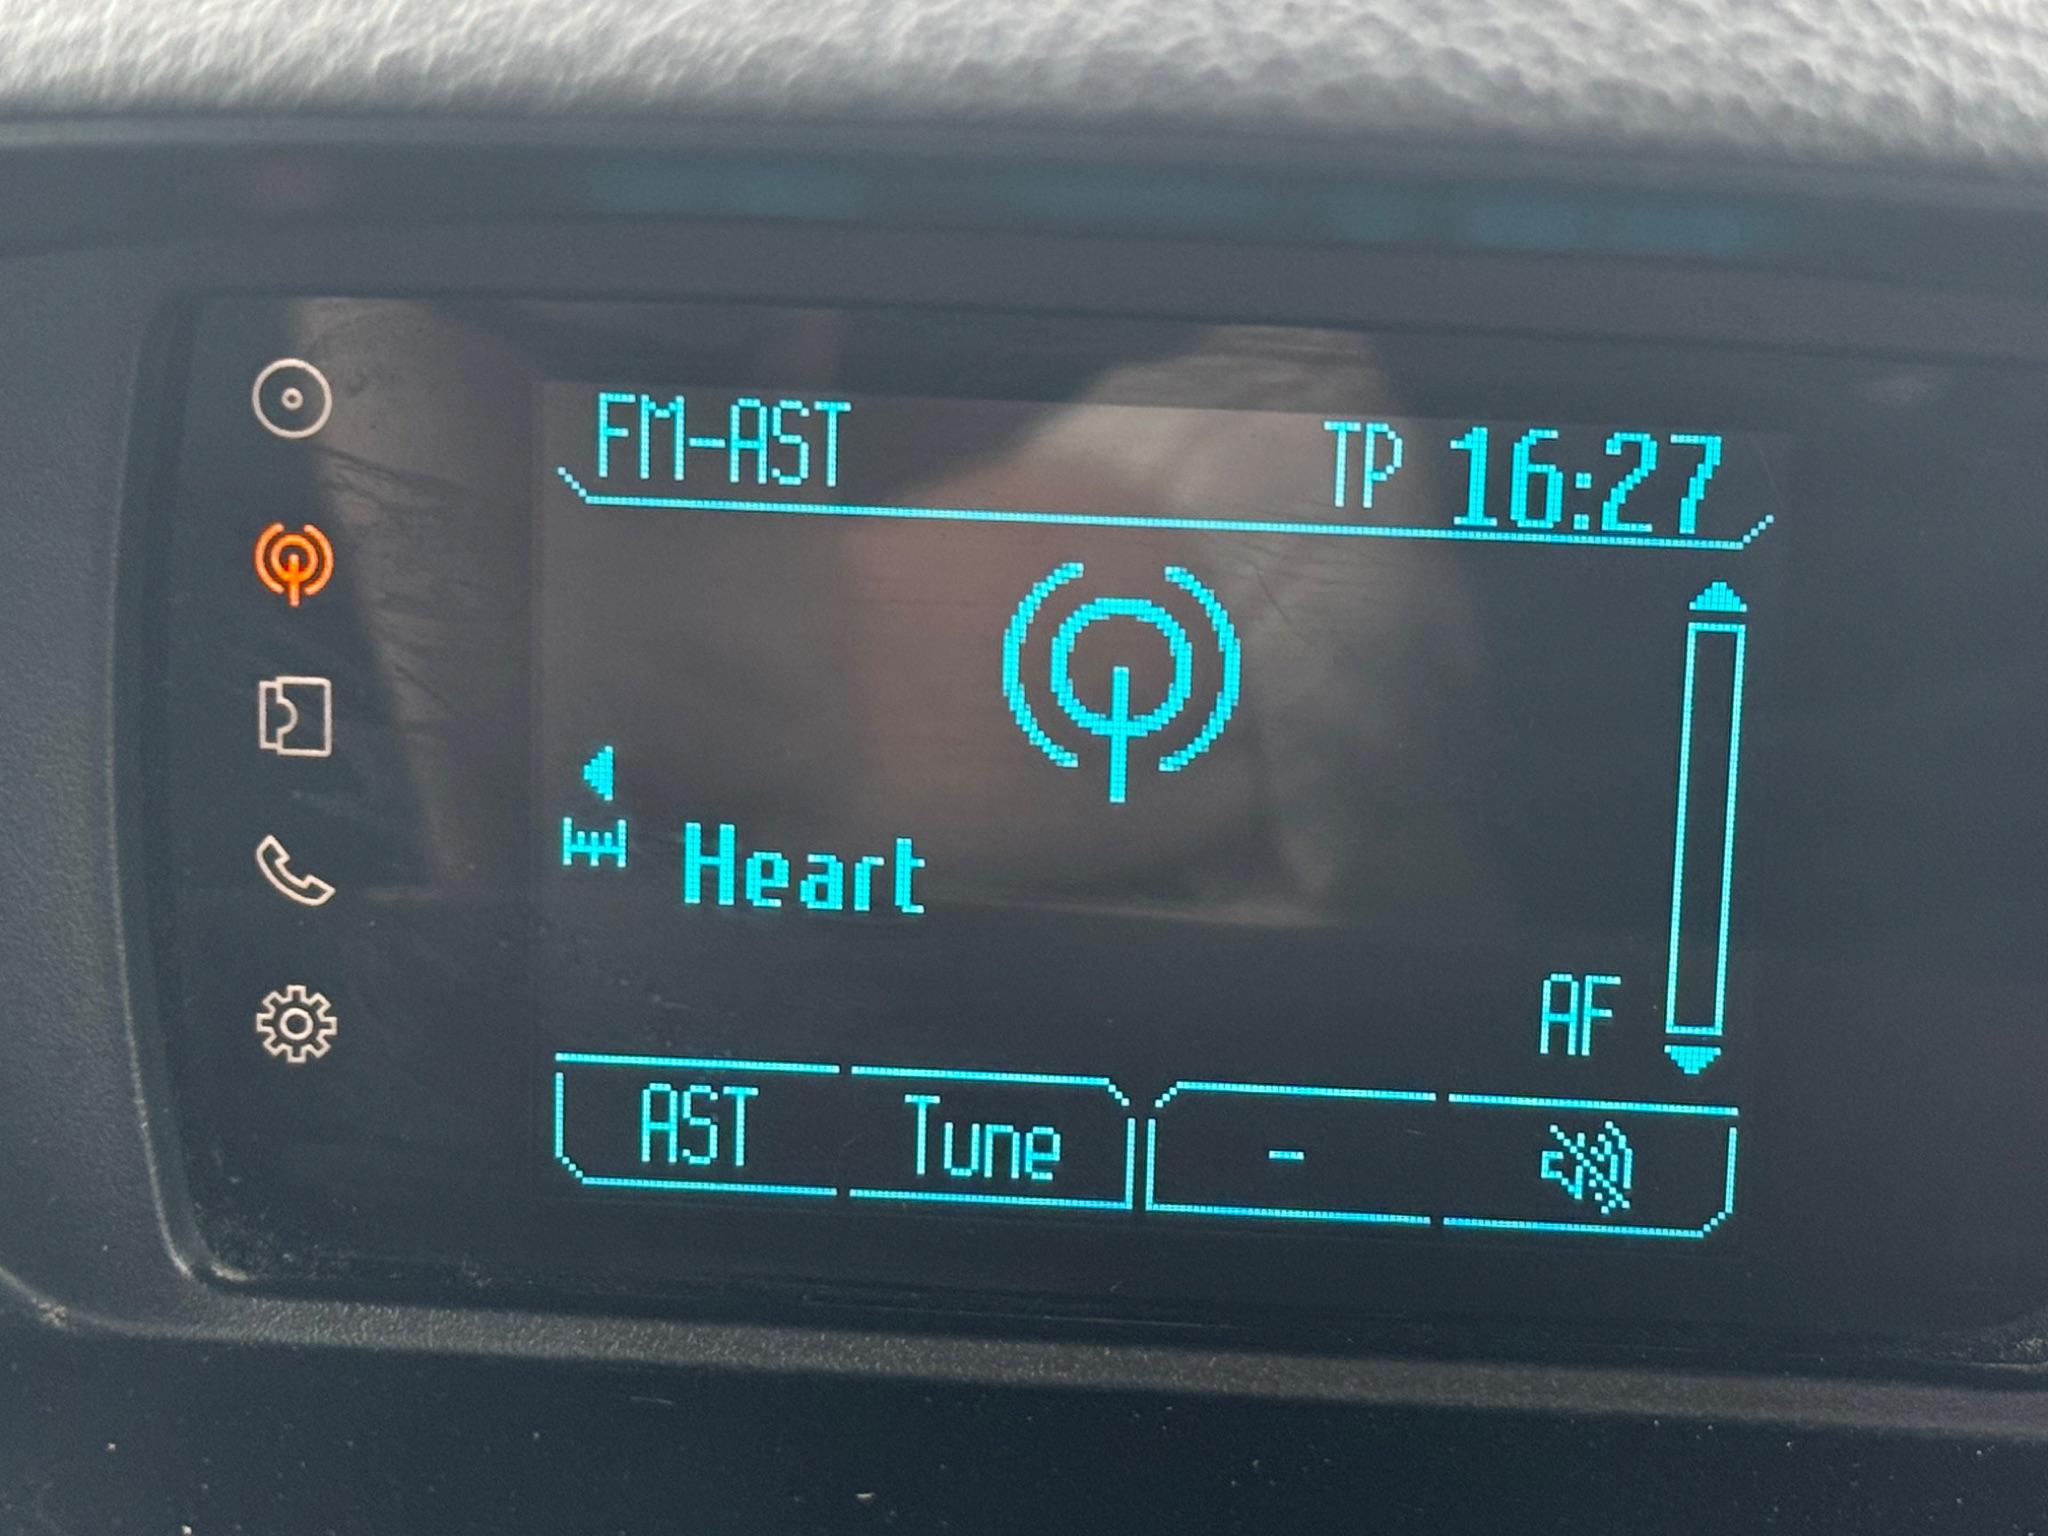 FM-AST TP 16:27
Heart
AF
AST Tune -